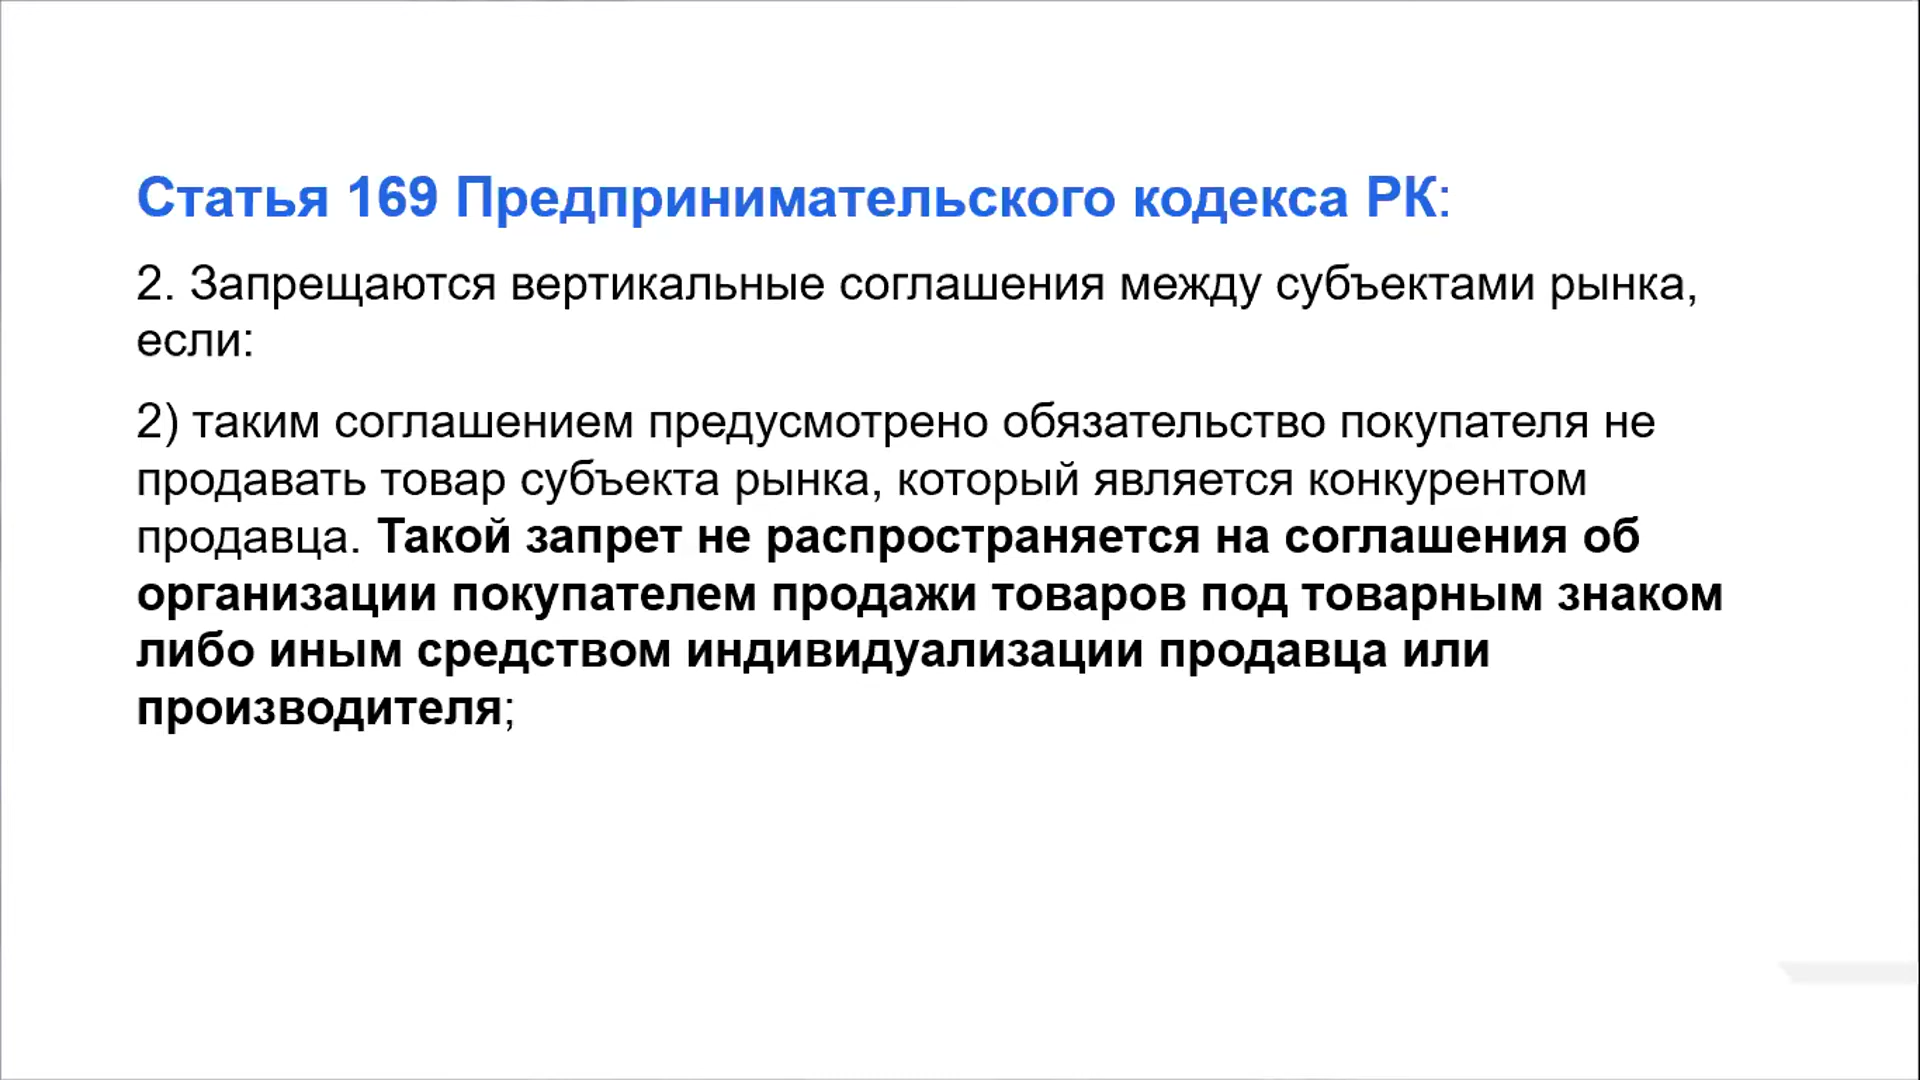 Статья 169 Предпринимательского кодекса РК:
2. Запрещаются вертикальные соглашения между субъектами рынка,
если:
2) таким соглашением предусмотрено обязательство покупателя не
продавать товар субъекта рынка, который является конкурентом
продавца. Такой запрет не распространяется на соглашения об
организации покупателем продажи товаров под товарным знаком
либо иным средством индивидуализации продавца или
производителя;